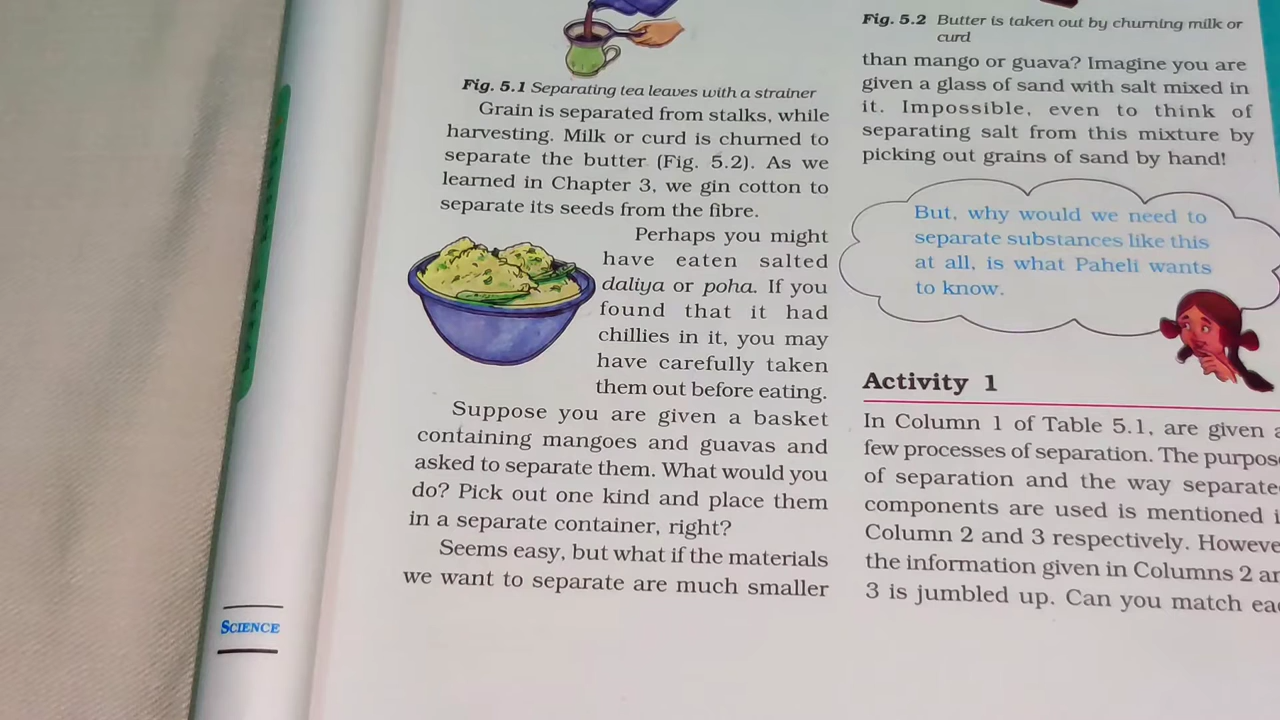 Fig. 5.1 Separating tea leaves with a strainer
Grain is separated from stalks, while
harvesting. Milk or curd is churned to
separate the butter (Fig. 5.2). As we
learned in Chapter 3, we gin cotton to
separate its seeds from the fibre.
Perhaps you might
have eaten salted
daliya or poha. If you
found that it had
chillies in it, you may
have carefully taken
them out before eating.
Suppose you are given a basket
containing mangoes and guavas and
asked to separate them. What would you
do? Pick out one kind and place them
in a separate container, right?
Seems easy, but what if the materials
we want to separate are much smaller
SCIENCE
Fig. 5.2 Butter is taken out by churning milk or
curd
than mango or guava? Imagine you are
given a glass of sand with salt mixed in
it. Impossible, even to think of
separating salt from this mixture by
picking out grains of sand by hand!
But, why would we need to
separate substances like this
at all, is what Paheli wants
to know.
Activity 1
In Column 1 of Table 5.1, are given
few processes of separation. The purpos
of separation and the way separate
components are used is mentioned
Column 2 and 3 respectively. Howeve
the information given in Columns 2 a
3 is jumbled up. Can you match ea